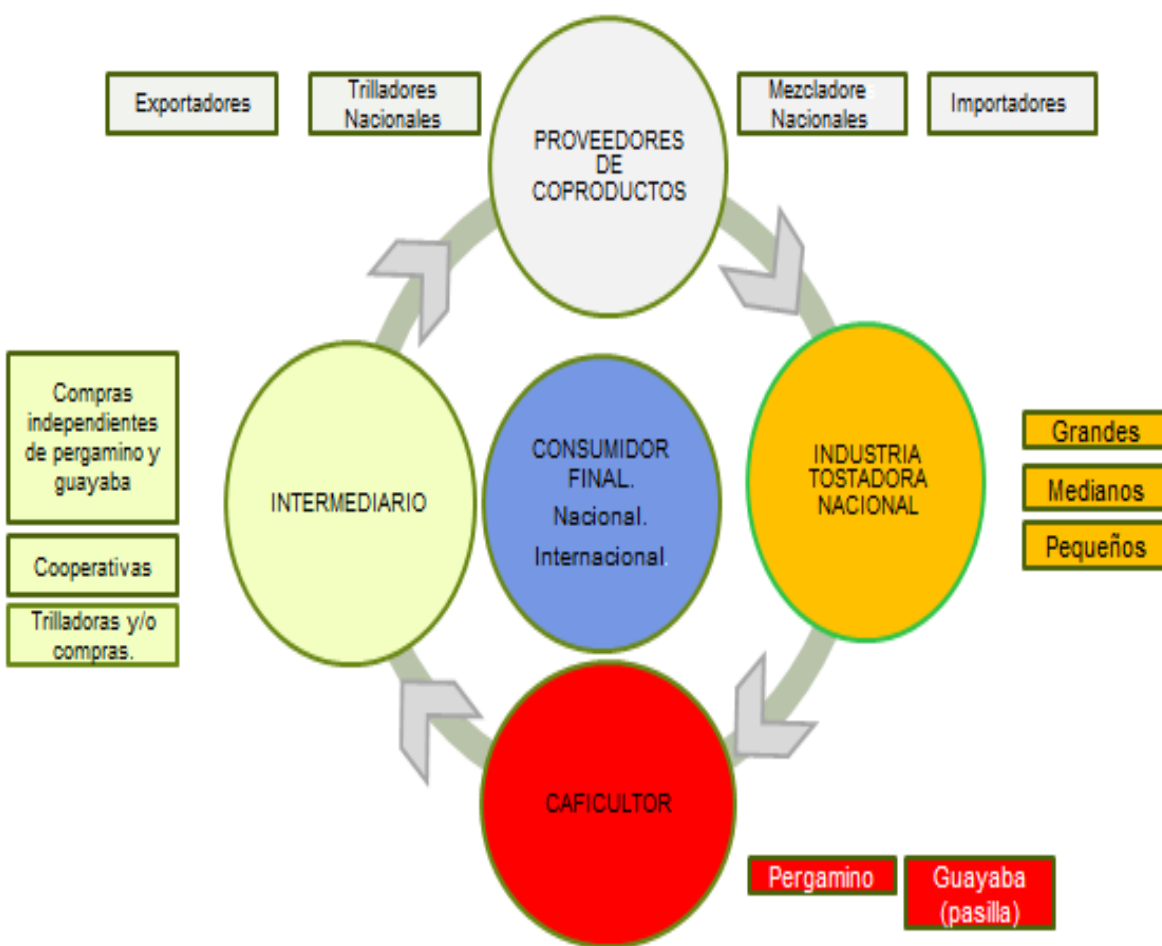 Exportadores
Trilladores
Nacionales
Mezcladores
Nacionales
Importadores
PROVEEDORES
DE
COPRODUCTOS
Compras
independientes
de pergamino y
guayaba
Cooperativas
Trilladoras y/o
compras.
INTERMEDIARIO
CONSUMIDOR
FINAL.
Nacional.
Internacional.
INDUSTRIA
TOSTADORA
NACIONAL
Grandes
Medianos
Pequeños
CAFICULTOR
Pergamino
Guayaba
(pasilla)